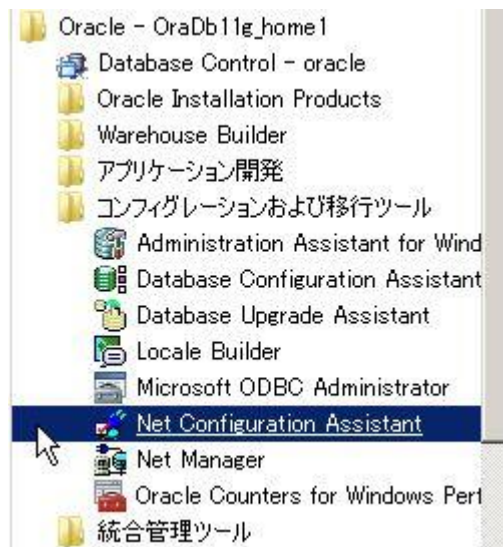 Oracle - OraDb11g_home1
Database Control - oracle
Oracle Installation Products
Warehouse Builder
アプリケーション開発
コンフィグレーションおよび移行ツール
Administration Assistant for Wind
Database Configuration Assistant
Database Upgrade Assistant
Locale Builder
Microsoft ODBC Administrator
Net Configuration Assistant
Net Manager
Oracle Counters for Windows Perf
統合管理ツール